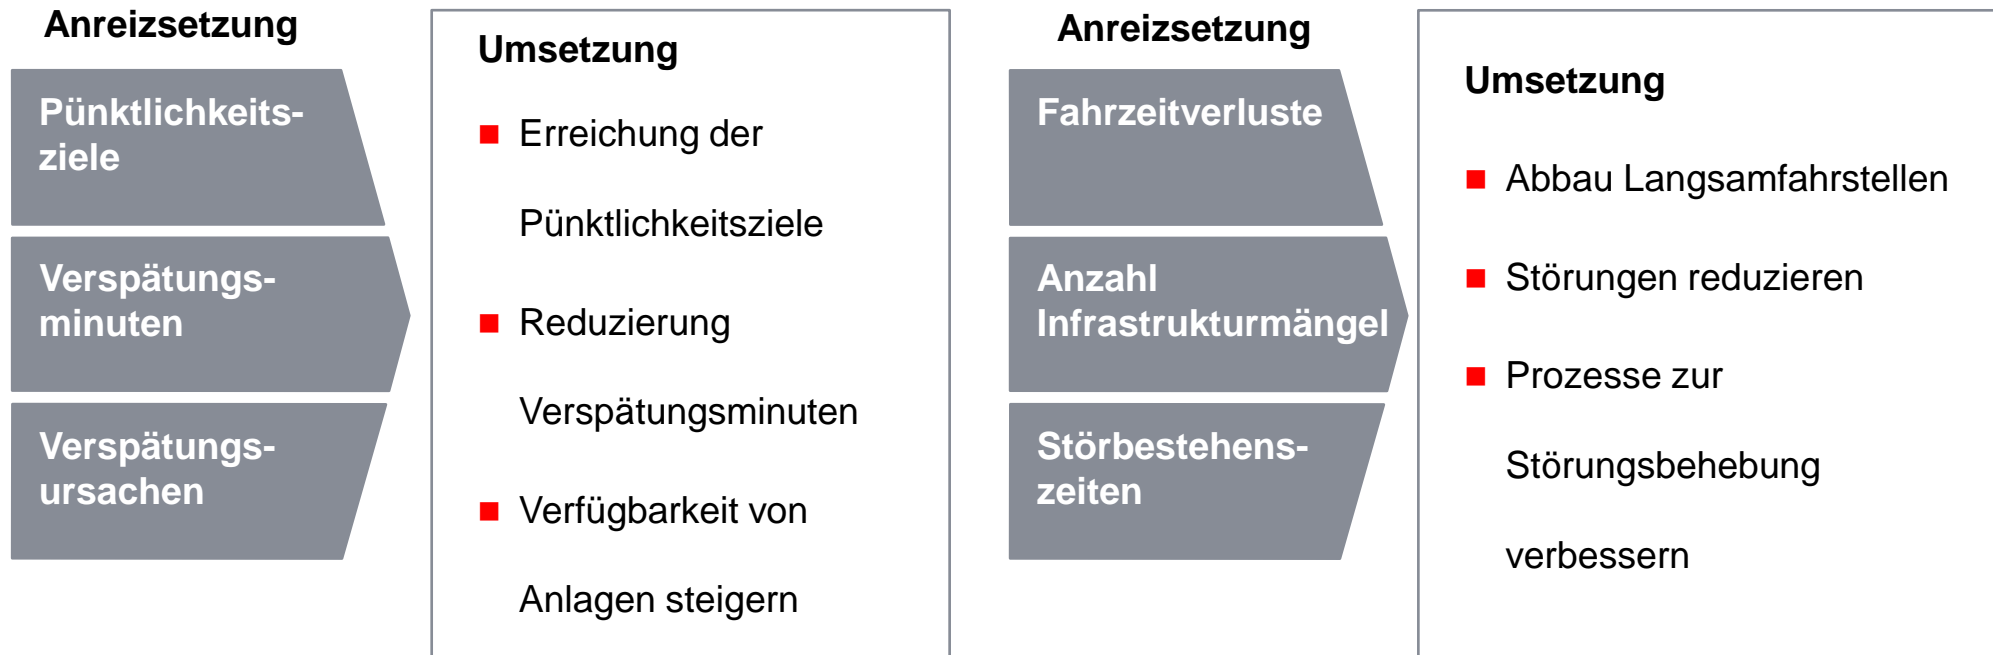 Anreizsetzung
Pünktlichkeits-
ziele
Verspätungs-
minuten
Verspätungs-
ursachen
Umsetzung
Erreichung der
Pünktlichkeitsziele
Reduzierung
Verspätungsminuten
Verfügbarkeit von
Anlagen steigern
Anreizsetzung
Fahrzeitverluste
Anzahl
Infrastrukturmängel
Störbestehens-
zeiten
Umsetzung
Abbau Langsamfahrstellen
Störungen reduzieren
Prozesse zur
Störungsbehebung
verbessern